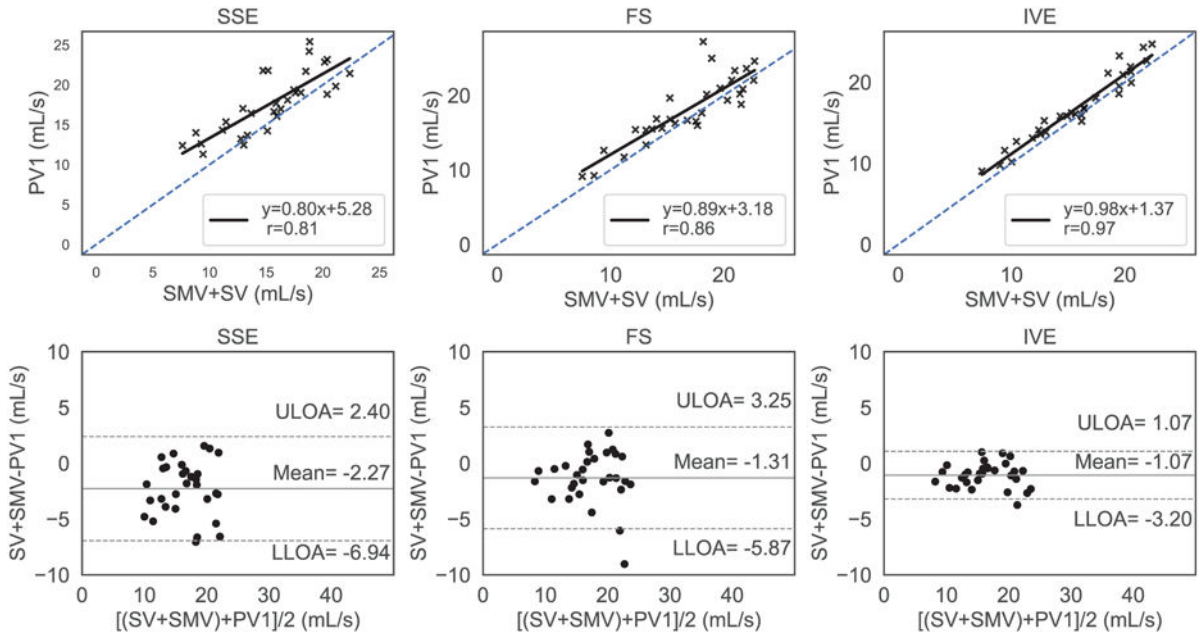 SSE
FS
IVE
25
20
15
10
5
0
PV1 (mL/s)
y=0.80x+5.28
r=0.81
0
5
10
15
20
25
SMV+SV (mL/s)
20
10
0
PV1 (mL/s)
y=0.89x+3.18
r=0.86
0
10
20
SMV+SV (mL/s)
20
10
0
PV1 (mL/s)
y=0.98x+1.37
r=0.97
0
10
20
SMV+SV (mL/s)
SSE
FS
IVE
10
5
0
−5
−10
SV+SMV-PV1 (mL/s)
ULOA= 2.40
Mean= -2.27
LLOA= -6.94
0
10
20
30
40
[(SV+SMV)+PV1]/2 (mL/s)
10
5
0
−5
−10
SV+SMV-PV1 (mL/s)
ULOA= 3.25
Mean= -1.31
LLOA= -5.87
0
20
40
[(SV+SMV)+PV1]/2 (mL/s)
10
5
0
−5
−10
SV+SMV-PV1 (mL/s)
ULOA= 1.07
Mean= -1.07
LLOA= -3.20
0
10
20
30
40
[(SV+SMV)+PV1]/2 (mL/s)